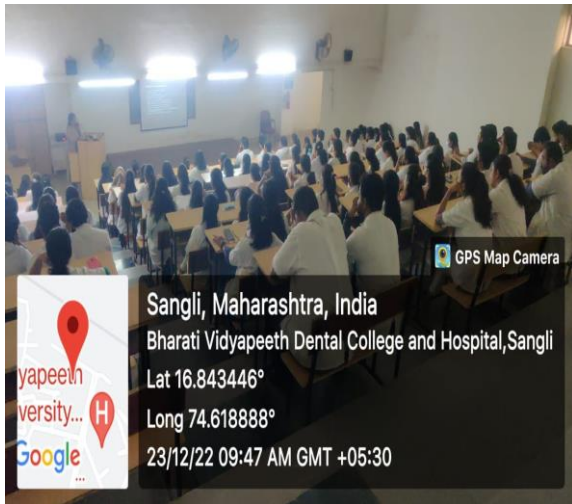 GPS Map Camera
Sangli, Maharashtra, India
Bharati Vidyapeeth Dental College and Hospital,Sangli
Lat 16.843446°
Long 74.618888°
23/12/22 09:47 AM GMT +05:30
yapeeth
versity...
H
Google
...